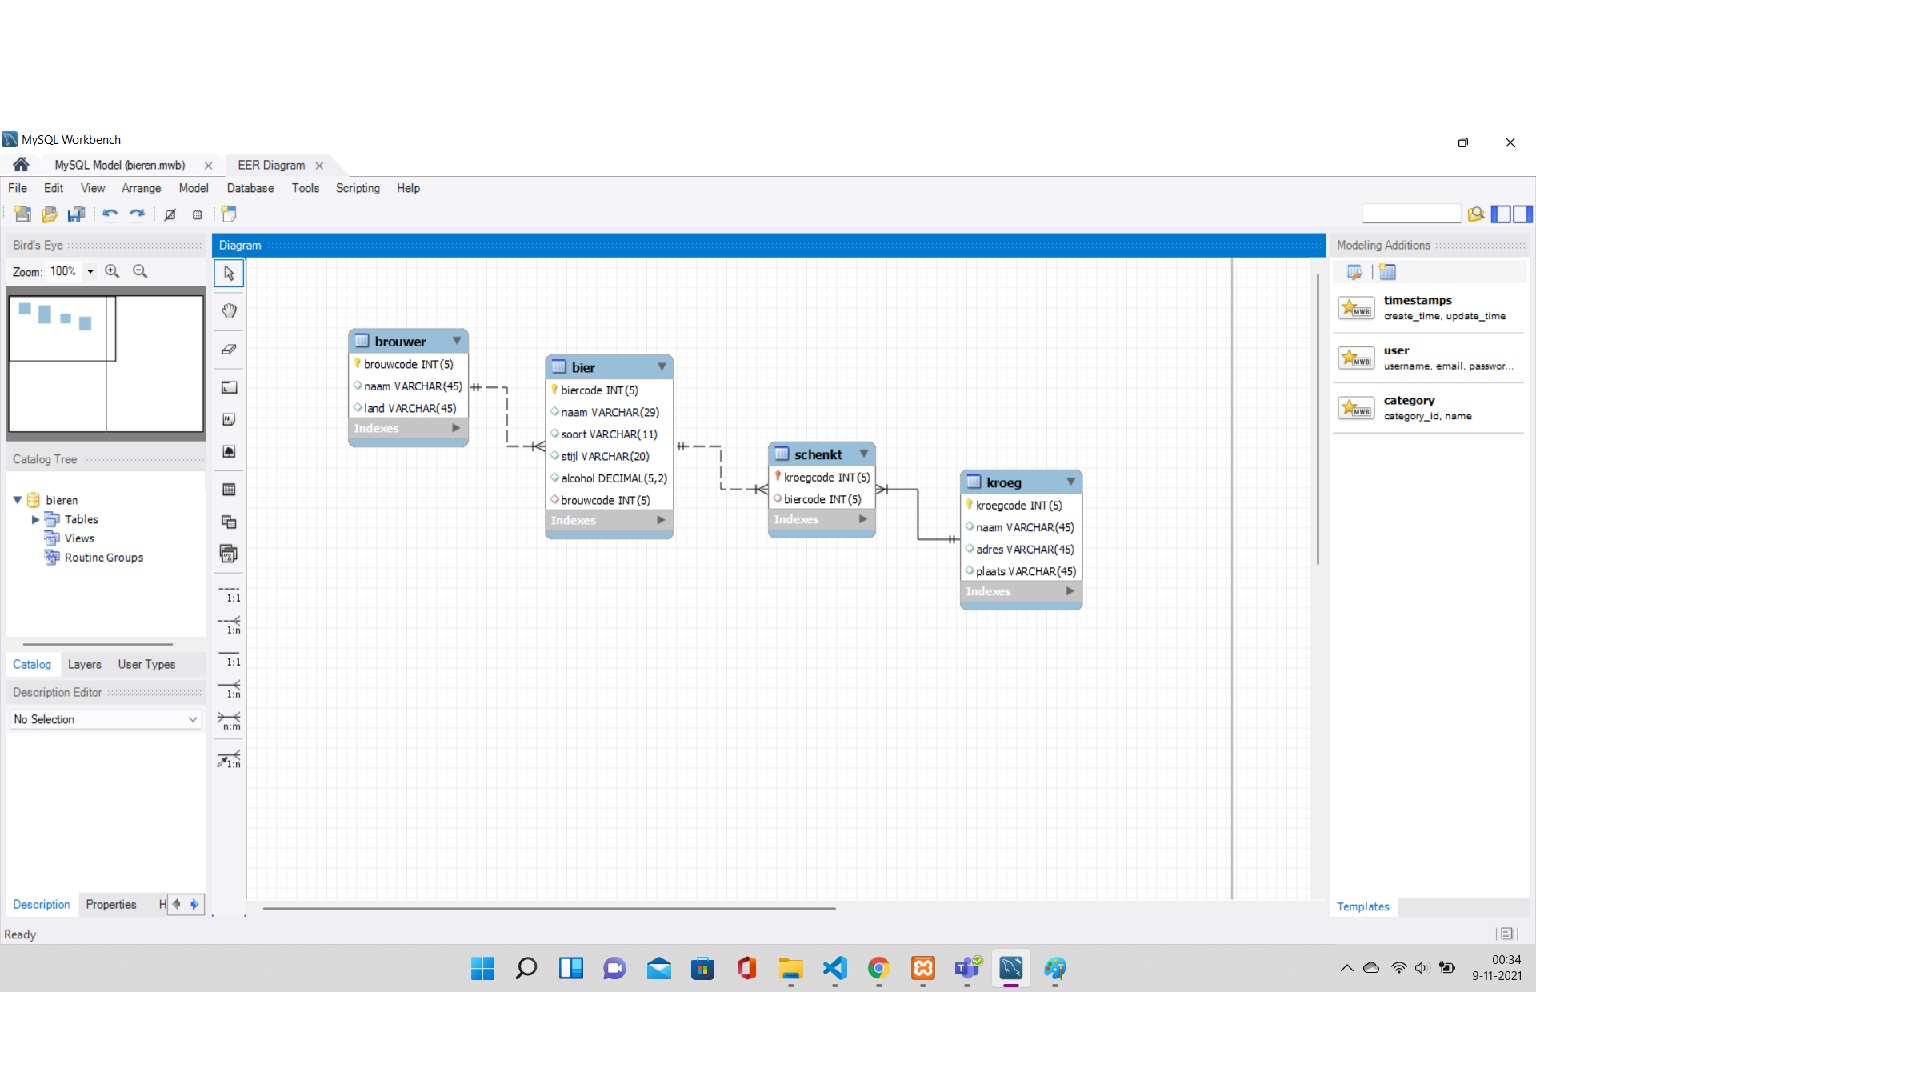 MySQL Workbench
MySQL Model (bieren.mwb)
EER Diagram
File Edit View Arrange Model Database Tools Scripting Help
Bird's Eye
Diagram
Modeling Additions
Zoom: 100%
timestamps
create_time, update_time
user
username, email, passwor...
category
category_id, name
brouwer
brouwcode INT(5)
naam VARCHAR(45)
land VARCHAR(45)
Indexes
bier
biercode INT(5)
naam VARCHAR(29)
soort VARCHAR(11)
stijl VARCHAR(20)
alcohol DECIMAL(5,2)
brouwcode INT(5)
Indexes
schenkt
kroegcode INT(5)
biercode INT(5)
Indexes
kroeg
kroegcode INT(5)
naam VARCHAR(45)
adres VARCHAR(45)
plaats VARCHAR(45)
Indexes
Catalog Tree
bieren
Tables
Views
Routine Groups
1:1
1:n
1:1
1:n
n:m
1:n
Catalog Layers User Types
Description Editor
No Selection
Description Properties H
Templates
Ready
00:34
9-11-2021